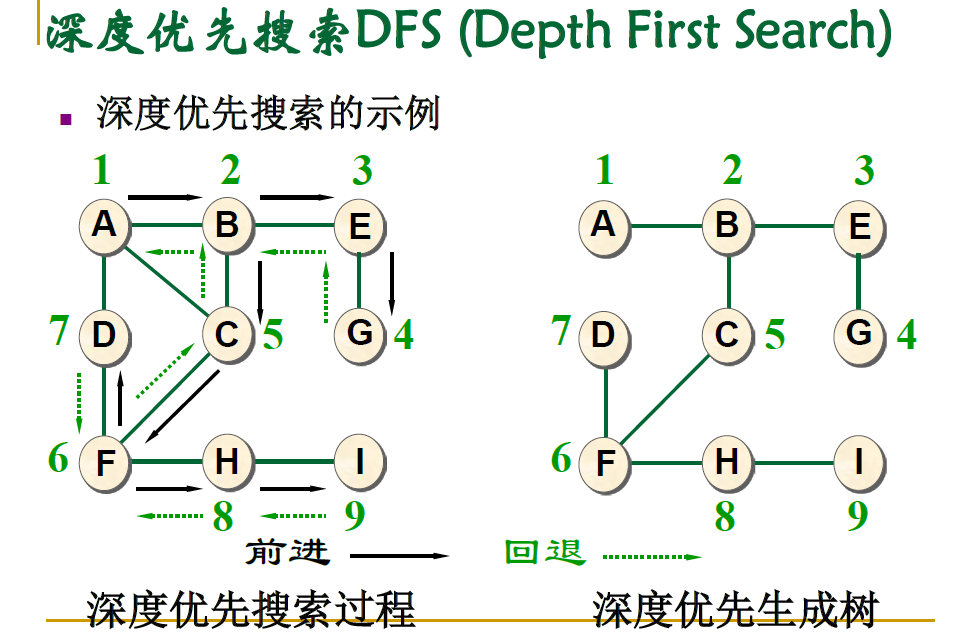 深度优先搜索DFS (Depth First Search)
深度优先搜索的示例
1 2 3 1 2 3
A B E A B E
7 D C 5 G 4 7 D C 5 G 4
6 F H I 6 F H I
8 9 8 9
前进 回退
深度优先搜索过程 深度优先生成树